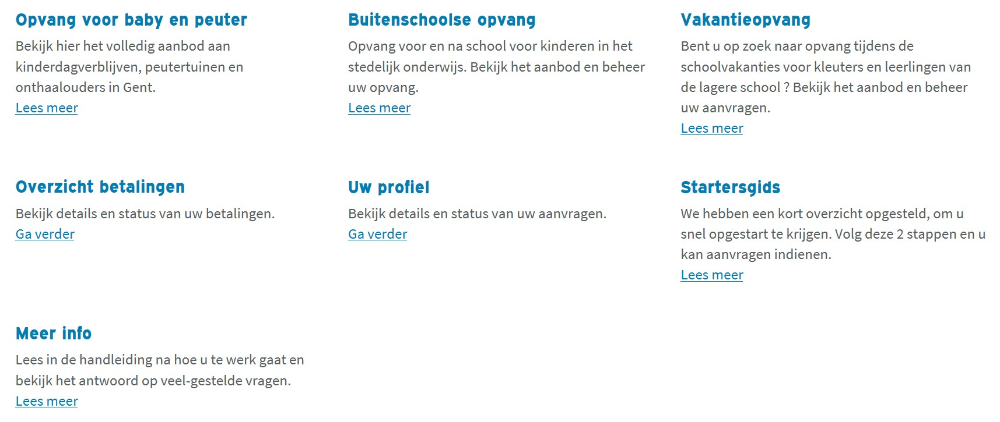 Opvang voor baby en peuter
Bekijk hier het volledig aanbod aan
kinderdagverblijven, peutertuinen en
onthaalouders in Gent.
Lees meer
Buitenschoolse opvang
Opvang voor en na school voor kinderen in het
stedelijk onderwijs. Bekijk het aanbod en beheer
uw opvang.
Lees meer
Vakantieopvang
Bent u op zoek naar opvang tijdens de
schoolvakanties voor kleuters en leerlingen van
de lagere school ? Bekijk het aanbod en beheer
uw aanvragen.
Lees meer
Overzicht betalingen
Bekijk details en status van uw betalingen.
Ga verder
Uw profiel
Bekijk details en status van uw aanvragen.
Ga verder
Startersgids
We hebben een kort overzicht opgesteld, om u
snel opgestart te krijgen. Volg deze 2 stappen en u
kan aanvragen indienen.
Lees meer
Meer info
Lees in de handleiding na hoe u te werk gaat en
bekijk het antwoord op veel-gestelde vragen.
Lees meer